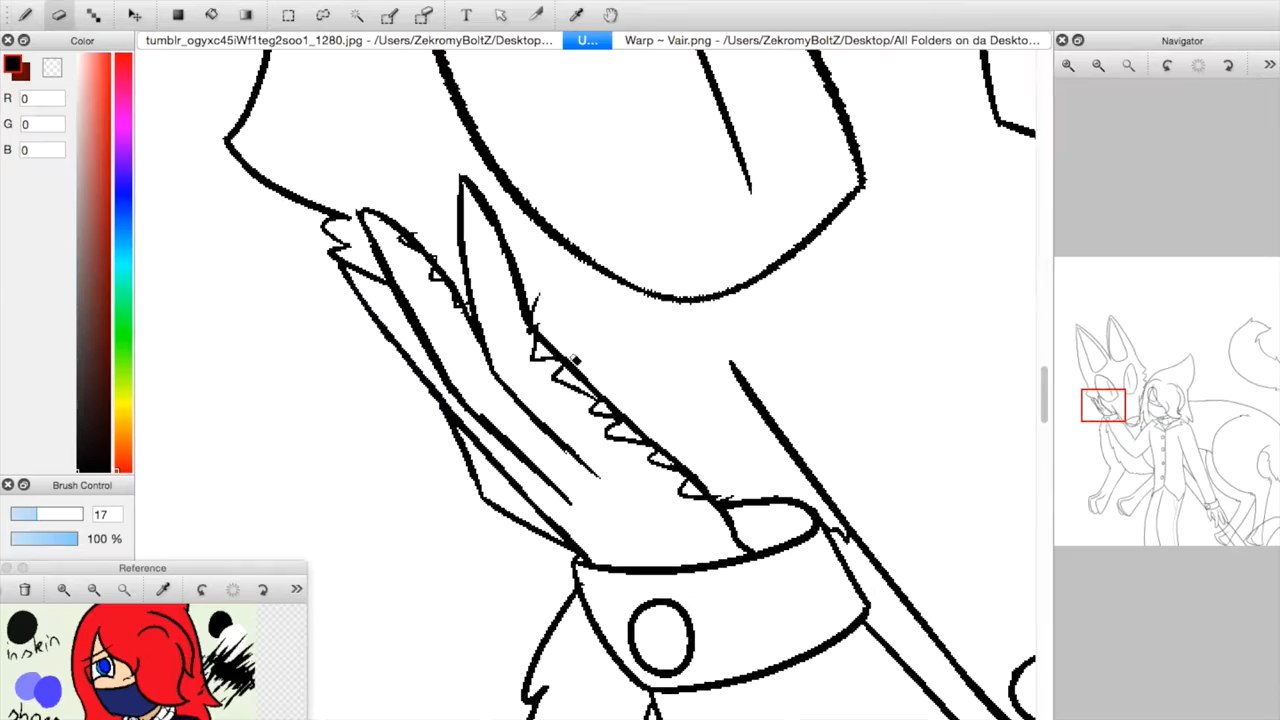 T
Color
tumblr_ogyxc45iWf1teg2soo1_1280.jpg - /Users/ZekromyBoltZ/Desktop...
U...
Warp ~ Vair.png - /Users/ZekromyBoltZ/Desktop/All Folders on da Deskto...
Navigator
R 0
G 0
B 0
Brush Control
17
100 %
Reference
skin